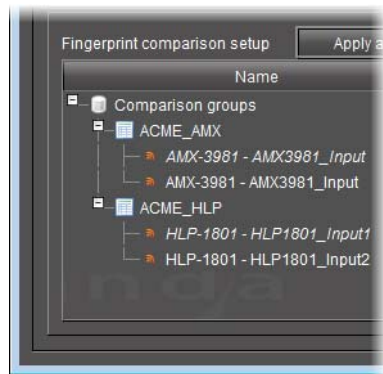 Fingerprint comparison setup Apply
Name
Comparison groups
ACME_AMX
AMX-3981 - AMX3981_Input
AMX-3981 - AMX3981_Input
ACME_HLP
HLP-1801 - HLP1801_Input1
HLP-1801 - HLP1801_Input2